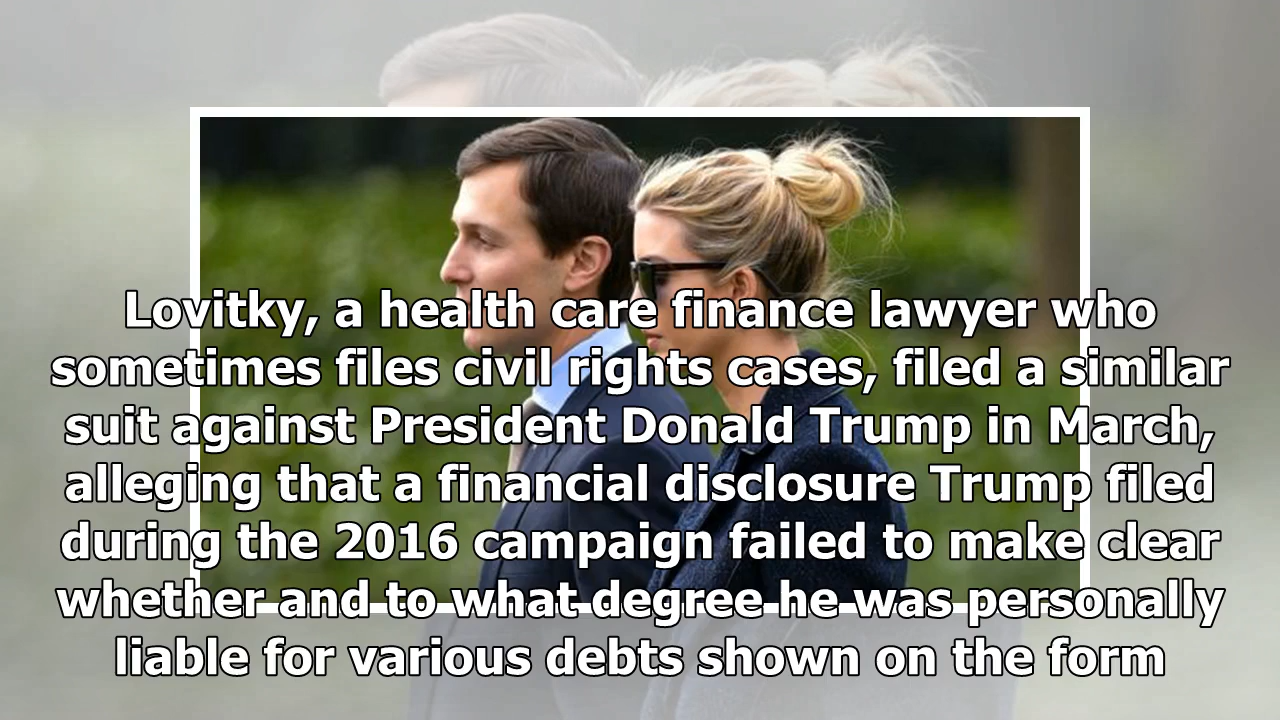 Lovitky, a health care finance lawyer who
sometimes files civil rights cases, filed a similar
suit against President Donald Trump in March,
alleging that a financial disclosure Trump filed
during the 2016 campaign failed to make clear
whether and to what degree he was personally
liable for various debts shown on the form